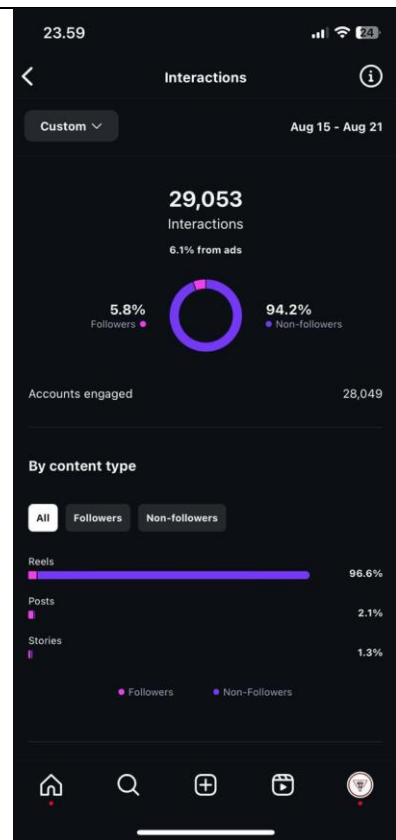 23.59
24
Interactions
Custom
Aug 15 - Aug 21
29,053
Interactions
6.1% from ads
5.8%
Followers
94.2%
Non-followers
Accounts engaged 28,049
By content type
All Followers Non-followers
Reels
96.6%
Posts
2.1%
Stories
1.3%
Followers Non-Followers